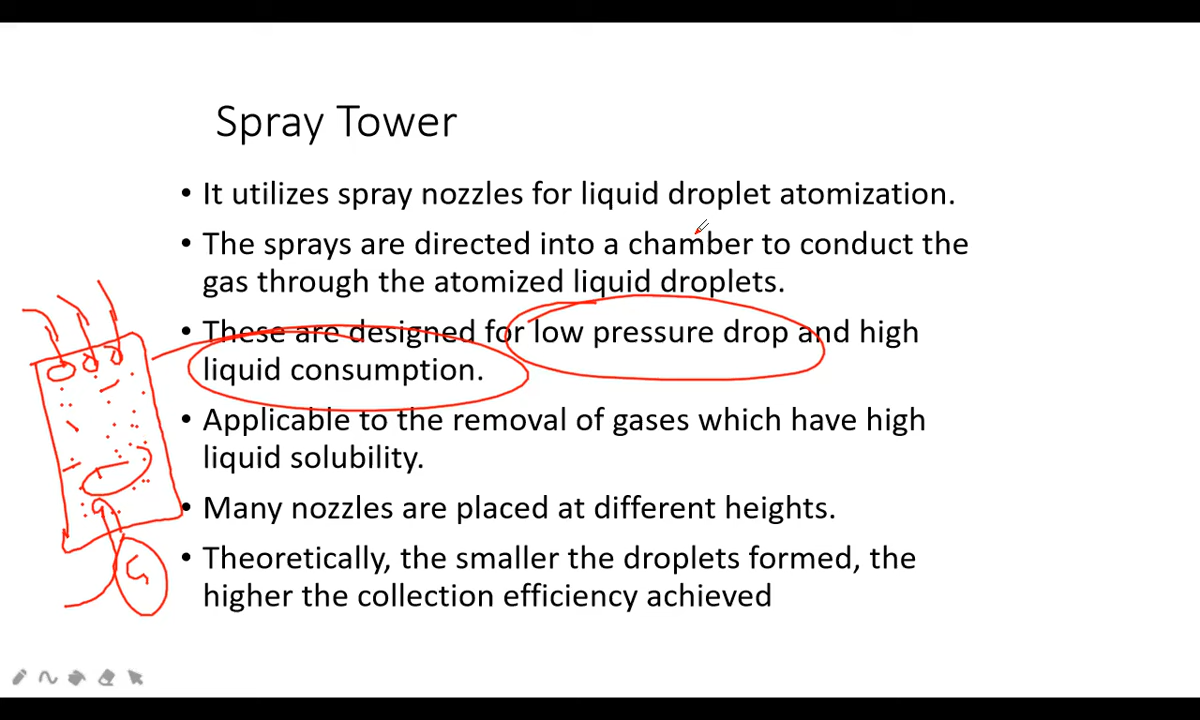 Spray Tower
• It utilizes spray nozzles for liquid droplet atomization.
• The sprays are directed into a chamber to conduct the
gas through the atomized liquid droplets.
• These are designed for low pressure drop and high
liquid consumption.
• Applicable to the removal of gases which have high
liquid solubility.
• Many nozzles are placed at different heights.
• Theoretically, the smaller the droplets formed, the
higher the collection efficiency achieved
G